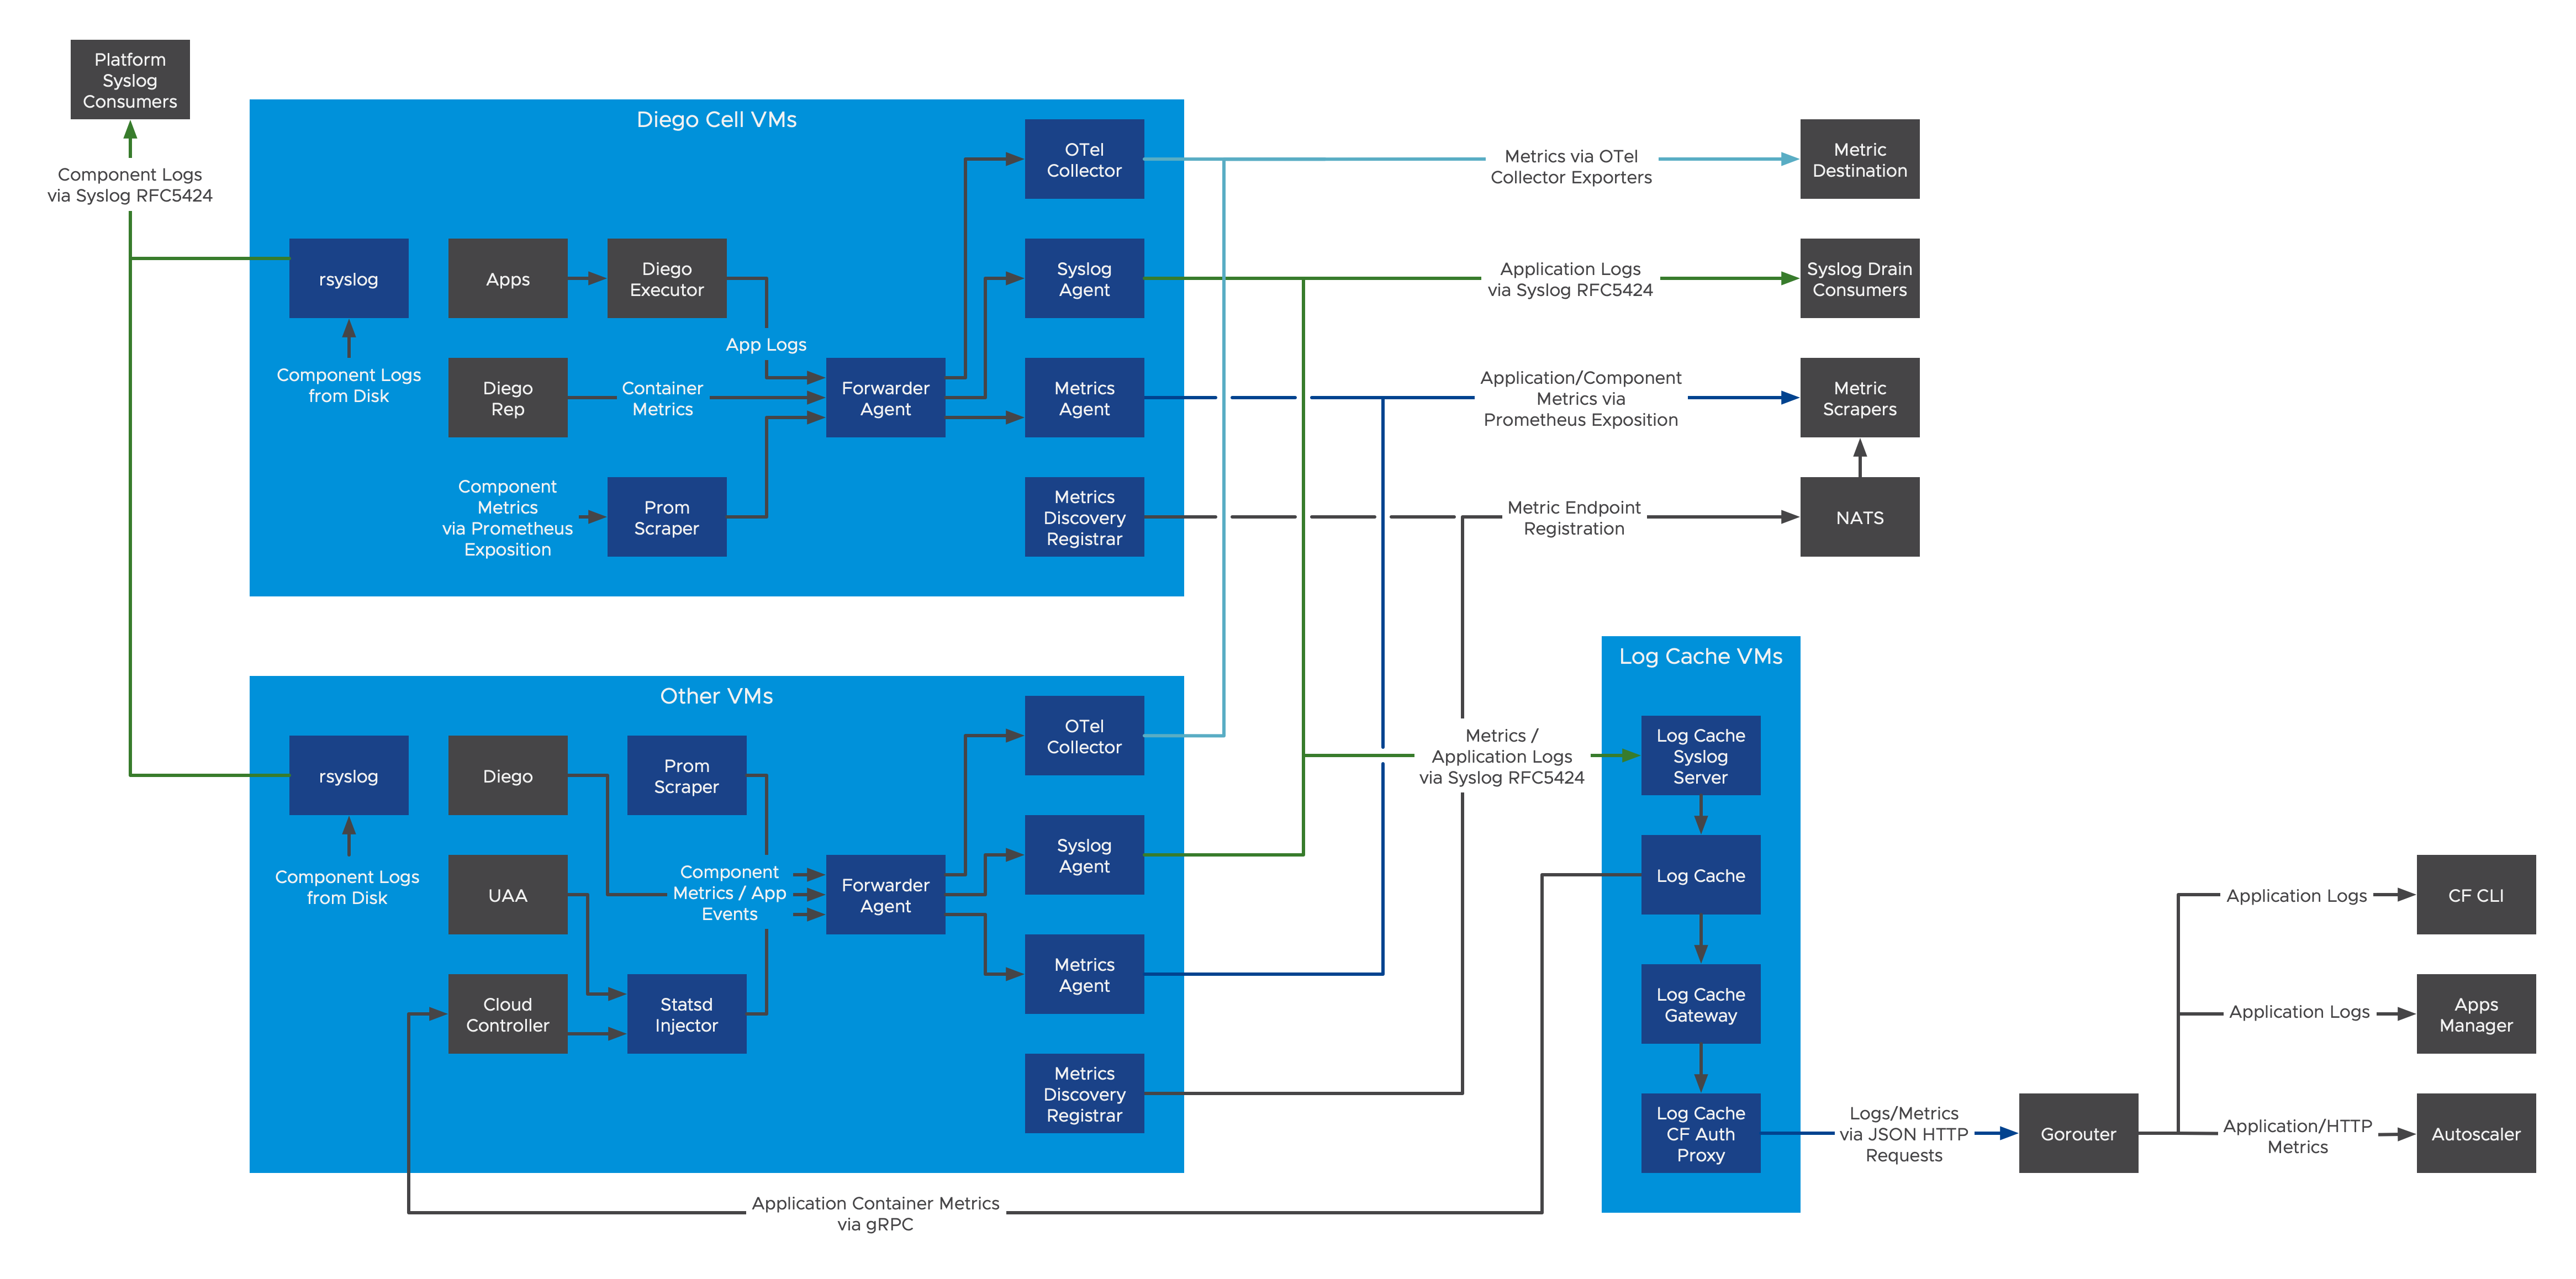 Platform
Syslog
Consumers
Component Logs
via Syslog RFC5424
Diego Cell VMs
OTel
Collector
rsyslog
Apps
Diego
Executor
Syslog
Agent
App Logs
Component Logs
from Disk
Diego
Rep
Container
Metrics
Forwarder
Agent
Metrics
Agent
Component
Metrics
via Prometheus
Exposition
Prom
Scraper
Metrics
Discovery
Registrar
Metrics via OTel
Collector Exporters
Metric
Destination
Application Logs
via Syslog RFC5424
Syslog Drain
Consumers
Application/Component
Metrics via
Prometheus Exposition
Metric
Scrapers
Metric Endpoint
Registration
NATS
Other VMs
OTel
Collector
rsyslog
Diego
Prom
Scraper
Syslog
Agent
Component Logs
from Disk
UAA
Component
Metrics / App
Events
Forwarder
Agent
Metrics
Agent
Cloud
Controller
Statsd
Injector
Metrics
Discovery
Registrar
Metrics /
Application Logs
via Syslog RFC5424
Application Container Metrics
via gRPC
Log Cache VMs
Log Cache
Syslog
Server
Log Cache
Log Cache
Gateway
Log Cache
CF Auth
Proxy
Logs/Metrics
via JSON HTTP
Requests
Gorouter
Application Logs
CF CLI
Application Logs
Apps
Manager
Application/HTTP
Metrics
Autoscaler